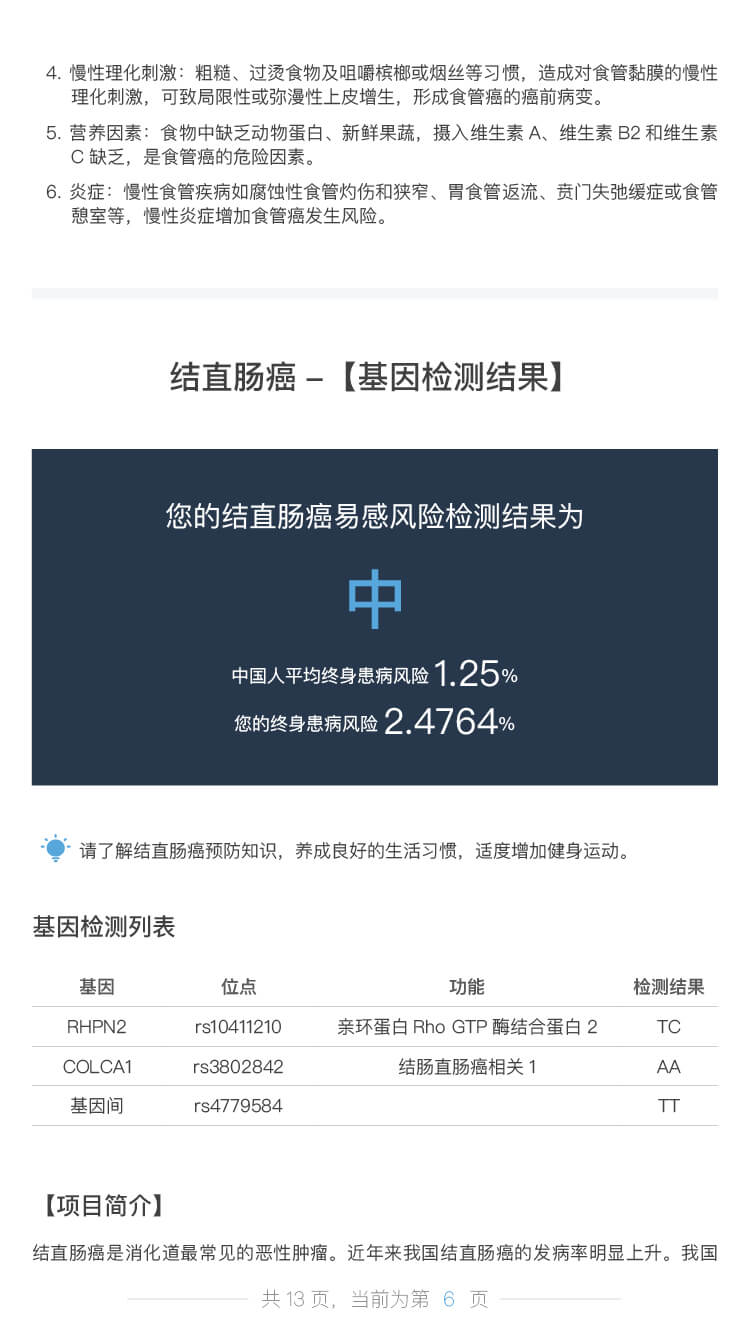 4. 慢性理化刺激：粗糙、过烫食物及咀嚼槟榔或烟丝等习惯，造成对食管黏膜的慢性
理化刺激，可致局限性或弥漫性上皮增生，形成食管癌的癌前病变。
5. 营养因素：食物中缺乏动物蛋白、新鲜果蔬，摄入维生素 A、维生素 B2 和维生素
C 缺乏，是食管癌的危险因素。
6. 炎症：慢性食管疾病如腐蚀性食管灼伤和狭窄、胃食管返流、贲门失弛缓症或食管
憩室等，慢性炎症增加食管癌发生风险。
结直肠癌 –【基因检测结果】
您的结直肠癌易感风险检测结果为
中
中国人平均终身患病风险 1.25%
您的终身患病风险 2.4764%
请了解结直肠癌预防知识，养成良好的生活习惯，适度增加健身运动。
基因检测列表
基因 位点 功能 检测结果
RHPN2 rs10411210 亲环蛋白 Rho GTP 酶结合蛋白 2 TC
COLCA1 rs3802842 结肠直肠癌相关 1 AA
基因间 rs4779584 TT
【项目简介】
结直肠癌是消化道最常见的恶性肿瘤。近年来我国结直肠癌的发病率明显上升。我国
共 13 页，当前为第 6 页